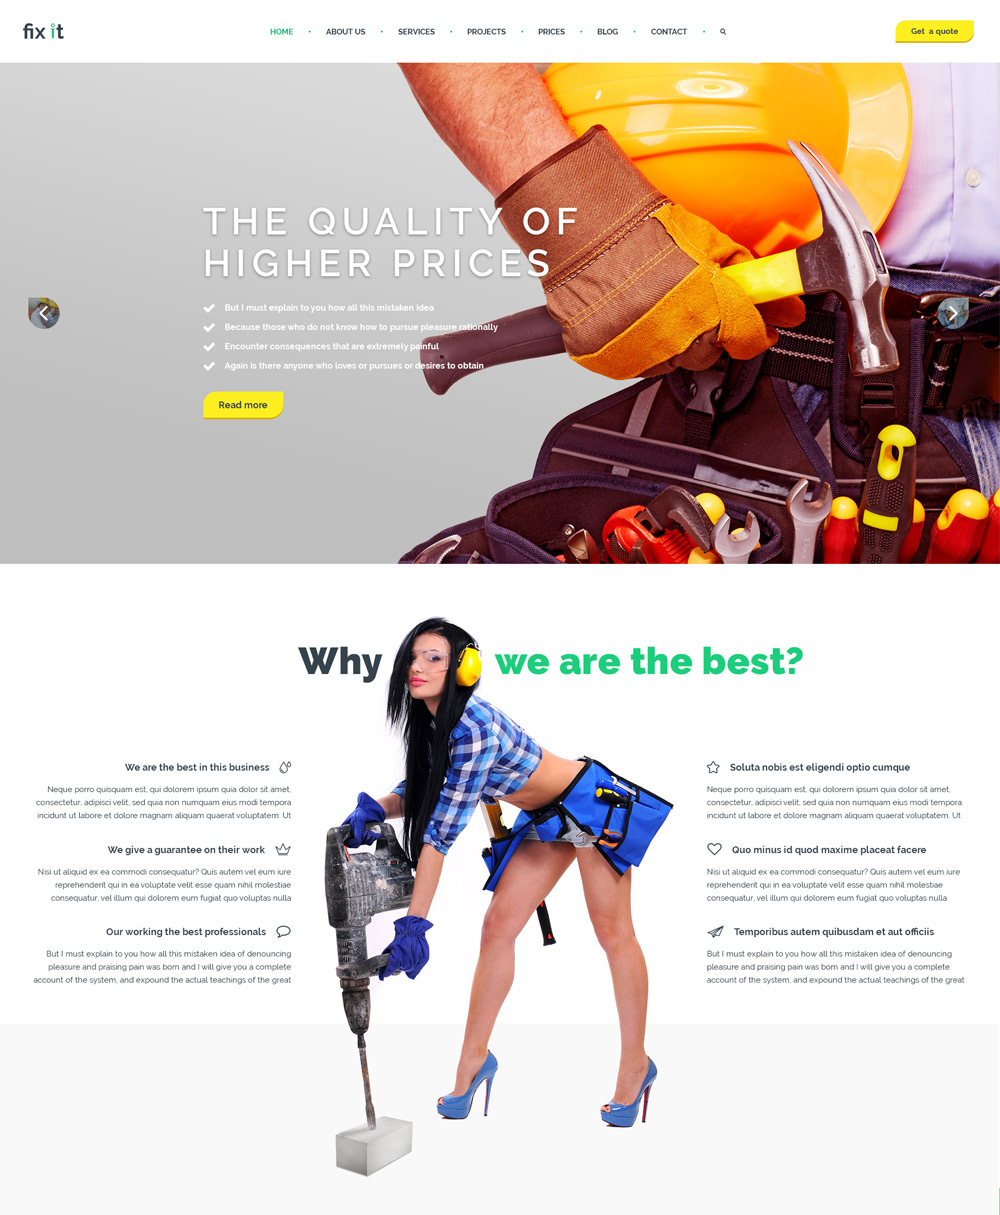 fix it
HOME
ABOUT US
SERVICES
PROJECTS
PRICES
BLOG
CONTACT
Get a quote
THE QUALITY OF
HIGHER PRICES
But I must explain to you how all this mistaken idea
Because those who do not know how to pursue pleasure rationally
Encounter consequences that are extremely painful
Again is there anyone who loves or pursues or desires to obtain
Read more
Why we are the best?
We are the best in this business
Neque porro quisquam est, qui dolorem ipsum quia dolor sit amet,
consectetur, adipisci velit, sed quia non numquam eius modi tempora
incidunt ut labore et dolore magnam aliquam quaerat voluptatem. Ut
We give a guarantee on their work
Nisi ut aliquid ex ea commodi consequatur? Quis autem vel eum iure
reprehenderit qui in ea voluptate velit esse quam nihil molestiae
consequatur, vel illum qui dolorem eum fugiat quo voluptas nulla
Our working the best professionals
But I must explain to you how all this mistaken idea of denouncing
pleasure and praising pain was born and I will give you a complete
account of the system, and expound the actual teachings of the great
Soluta nobis est eligendi optio cumque
Neque porro quisquam est, qui dolorem ipsum quia dolor sit amet,
consectetur, adipisci velit, sed quia non numquam eius modi tempora
incidunt ut labore et dolore magnam aliquam quaerat voluptatem. Ut
Quo minus id quod maxime placeat facere
Nisi ut aliquid ex ea commodi consequatur? Quis autem vel eum iure
reprehenderit qui in ea voluptate velit esse quam nihil molestiae
consequatur, vel illum qui dolorem eum fugiat quo voluptas nulla
Temporibus autem quibusdam et aut officiis
But I must explain to you how all this mistaken idea of denouncing
pleasure and praising pain was born and I will give you a complete
account of the system, and expound the actual teachings of the great